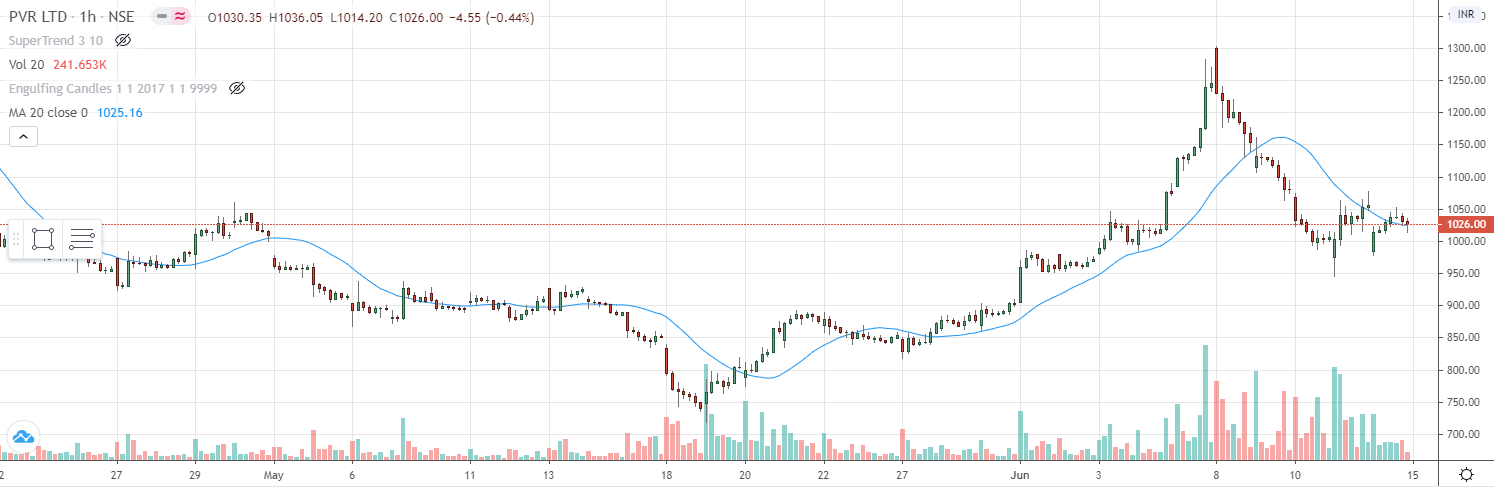 PVR LTD · 1h · NSE O1030.35 H1036.05 L1014.20 C1026.00 −4.55 (−0.44%)
SuperTrend 3 10
Vol 20 241.653K
Engulfing Candles 1 1 2017 1 1 9999
MA 20 close 0 1025.16
INR
1300.00
1250.00
1200.00
1150.00
1100.00
1050.00
1026.00
1000.00
950.00
900.00
850.00
800.00
750.00
700.00
2 27 29 May 6 8 11 13 18 20 22 27 Jun 3 8 10 15